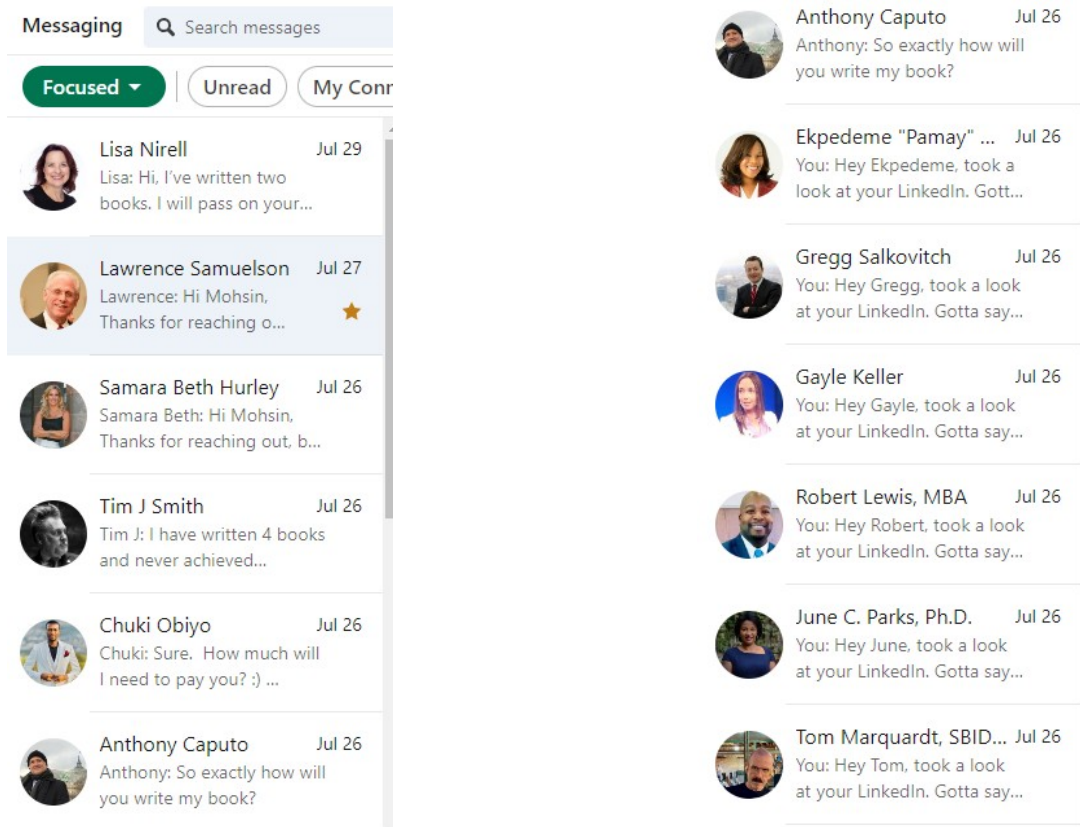 Messaging
Search messages
Focused
Unread
My Conr
Lisa Nirell Jul 29
Lisa: Hi, I've written two
books. I will pass on your...
Lawrence Samuelson Jul 27
Lawrence: Hi Mohsin,
Thanks for reaching o...
Samara Beth Hurley Jul 26
Samara Beth: Hi Mohsin,
Thanks for reaching out, b...
Tim J Smith Jul 26
Tim J: I have written 4 books
and never achieved...
Chuki Obiyo Jul 26
Chuki: Sure.  How much will
I need to pay you? :) ...
Anthony Caputo Jul 26
Anthony: So exactly how will
you write my book?
Anthony Caputo Jul 26
Anthony: So exactly how will
you write my book?
Ekpedeme "Pamay" ... Jul 26
You: Hey Ekpedeme, took a
look at your LinkedIn. Gott...
Gregg Salkovitch Jul 26
You: Hey Gregg, took a look
at your LinkedIn. Gotta say...
Gayle Keller Jul 26
You: Hey Gayle, took a look
at your LinkedIn. Gotta say...
Robert Lewis, MBA Jul 26
You: Hey Robert, took a look
at your LinkedIn. Gotta say...
June C. Parks, Ph.D. Jul 26
You: Hey June, took a look
at your LinkedIn. Gotta say...
Tom Marquardt, SBID... Jul 26
You: Hey Tom, took a look
at your LinkedIn. Gotta say...